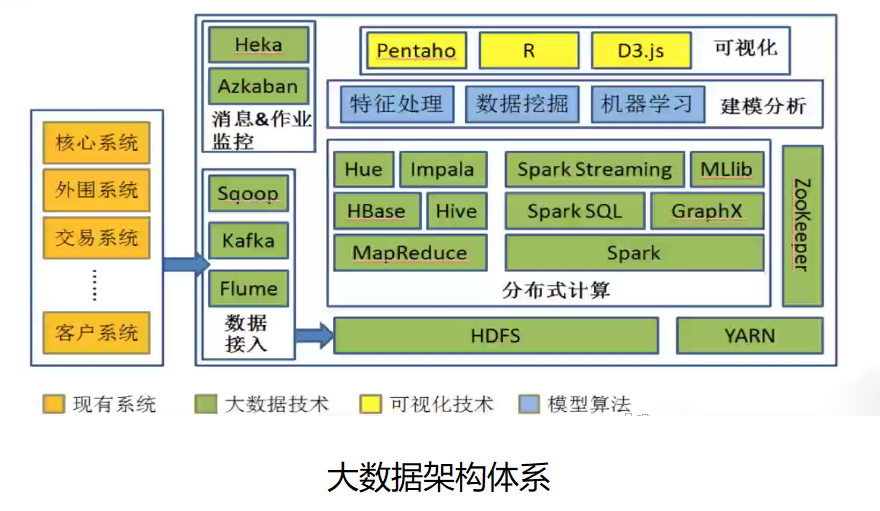 核心系统
外围系统
交易系统
……
客户系统
Heka
Azkaban
消息&作业
监控
Sqoop
Kafka
Flume
数据
接入
Pentaho R D3.js 可视化
特征处理 数据挖掘 机器学习 建模分析
Hue Impala Spark Streaming MLlib
HBase Hive Spark SQL GraphX
MapReduce Spark
分布式计算
ZooKeeper
HDFS YARN
现有系统 大数据技术 可视化技术 模型算法
大数据架构体系